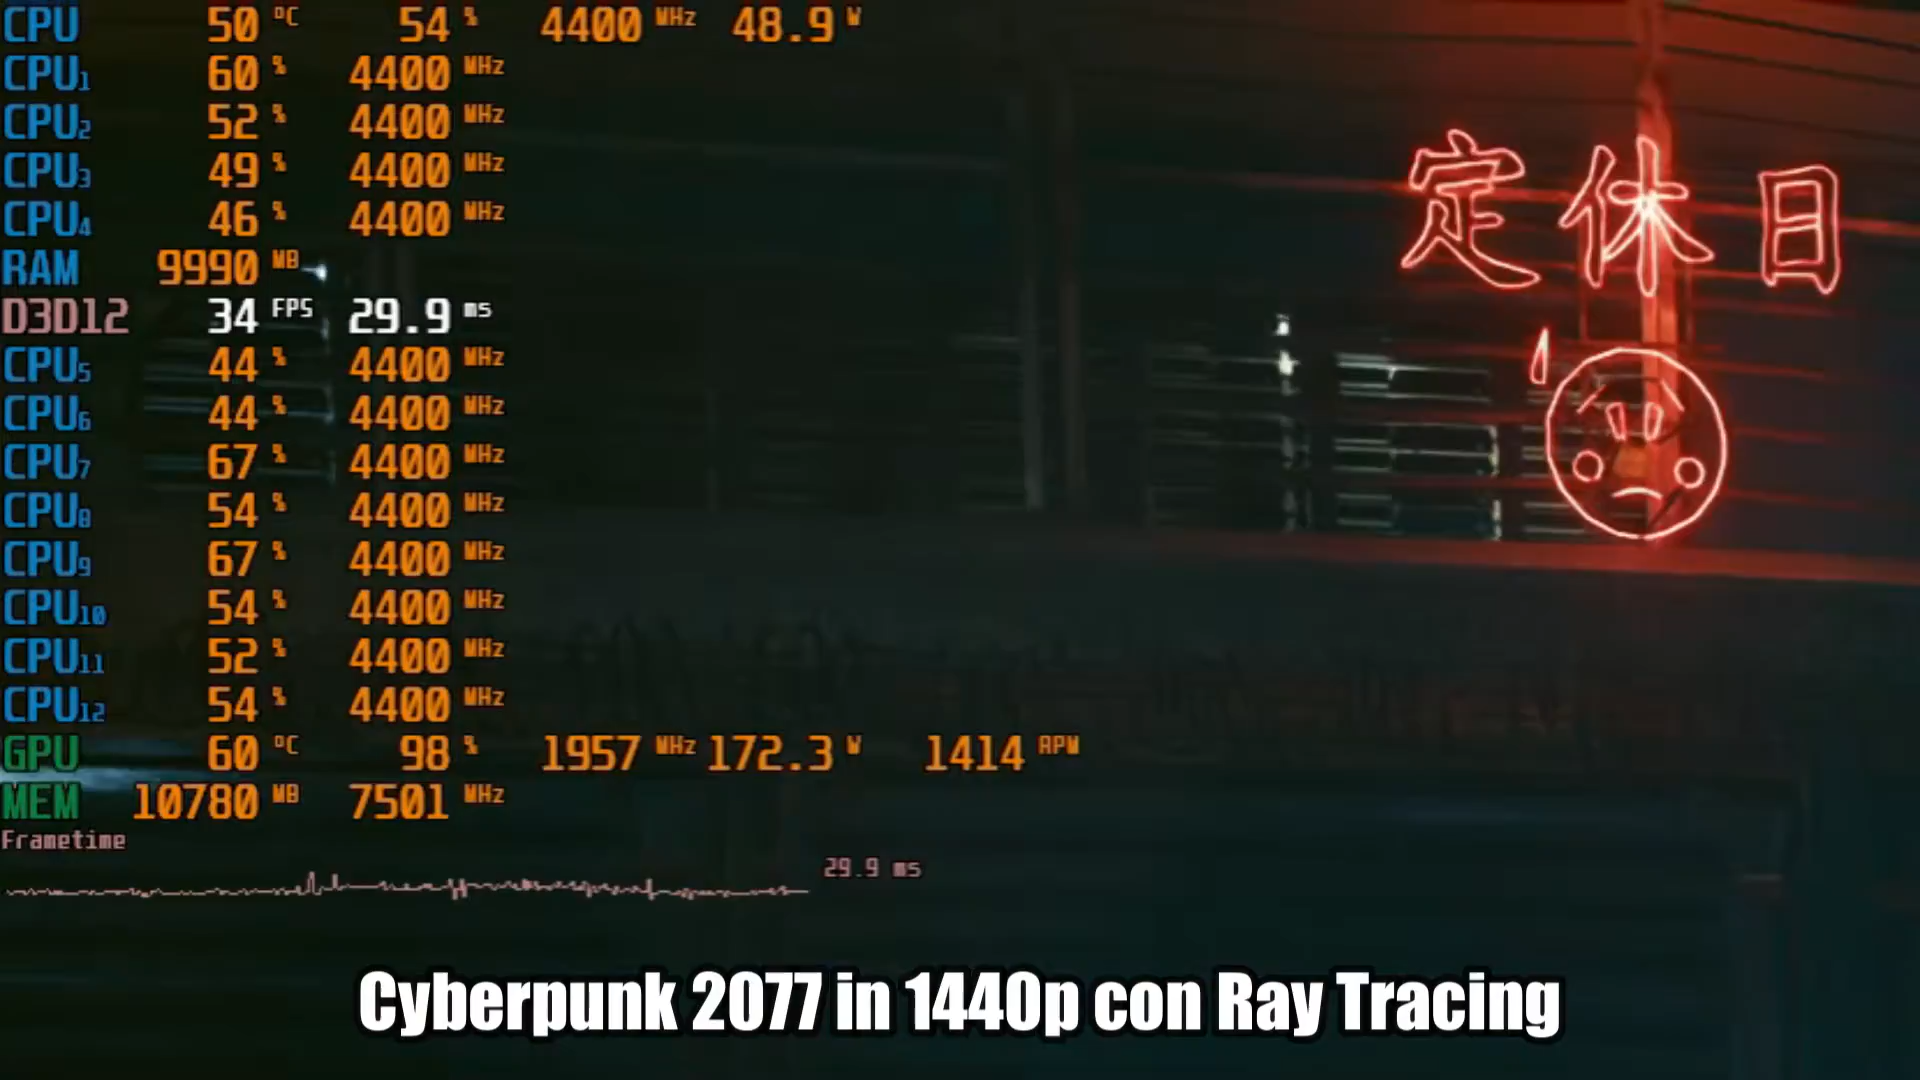 CPU 50 °C 54 % 4400 MHz 48.9 W
CPU1 60 % 4400 MHz
CPU2 52 % 4400 MHz
CPU3 49 % 4400 MHz
CPU4 46 % 4400 MHz
RAM 9990 MB
D3D12 34 FPS 29.9 ms
CPU5 44 % 4400 MHz
CPU6 44 % 4400 MHz
CPU7 67 % 4400 MHz
CPU8 54 % 4400 MHz
CPU9 67 % 4400 MHz
CPU10 54 % 4400 MHz
CPU11 52 % 4400 MHz
CPU12 54 % 4400 MHz
GPU 60 °C 98 % 1957 MHz 172.3 W 1414 RPM
MEM 10780 MB 7501 MHz
Frametime
29.9 ms
定休日
Cyberpunk 2077 in 1440p con Ray Tracing